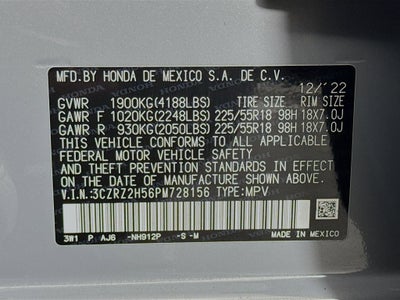 MFD.BY HONDA DE MEXICO S.A. DE C.V. 12/22
GVWR 1900KG(4188LBS) TIRE SIZE RIM SIZE
GAWR F 1020KG(2248LBS) 225/55R18 98H 18X7.0J
GAWR R 930KG(2050LBS) 225/55R18 98H 18X7.0J
THIS VEHICLE CONFORMS TO ALL APPLICABLE
FEDERAL MOTOR VEHICLE SAFETY AND
THEFT PREVENTION STANDARDS IN EFFECT ON
THE DATE OF MANUFACTURE SHOWN ABOVE.
V.I.N.:3CZRZ2H56PM728156 TYPE:MPV
3W1 P AJ6 -NH912P -S -M MADE IN MEXICO